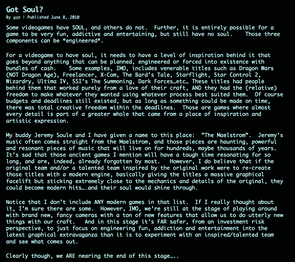 Got Soul?
By gun | Published June 8, 2010
Some videogames have SOUL, and others do not. Further, it is entirely possible for a
game to be very fun, addictive and entertaining, but still have no soul. Those three
components can be *engineered*.
For a videogame to have soul, it needs to have a level of inspiration behind it that
goes beyond anything that can be planned, engineered or forced into existence with
bundles of cash. Some examples, IMO, includes venerable titles such as Dragon Wars
(NOT Dragon Age), Freelancer, X-Com, The Bard's Tale, Starflight, Star Control 2,
Wizardry, Ultima IV, SSI's The Summoning, Dark Forces…etc… These titles had people
behind them that worked purely from a love of their craft, AND they had the (relative)
freedom to make whatever they wanted using whatever process best suited them. Of course
budgets and deadlines still existed, but as long as something could be made on time,
there was total creative freedom within the deadlines. Those are games where almost
every detail is part of a greater whole that came from a place of inspiration and
artistic expression.
My buddy Jeremy Soule and I have given a name to this place: "The Maelstrom". Jeremy's
music often comes straight from the Maelstrom, and those pieces are haunting, powerful
and resonant pieces of music that will live on for hundreds, maybe thousands of years.
It's sad that those ancient games I mention will have a tough time resonating for so
long, and are, indeed, already forgotten by most. However, I do believe that if the
original team members that did the inspired work in the original work were to recreate
those titles with a modern engine, basically giving the titles a massive graphical
facelift but sticking extremely close to the mechanics and details of the original, they
could become modern hits……and their soul would shine through.
Notice that I don't include ANY modern games in that list. If I really thought about
it, I'm sure there are some. However, IMO, we're still at the stage of playing around
with brand new, fancy camera with a ton of new features that allow us to do utterly new
things with our craft. And in this stage it's FAR safer, from an investment risk
perspective, to just focus on engineering fun, addiction and entertainment into the
latest graphical extravaganza than it is to experiment with an inspired/talented team
and see what comes out.
Clearly though, we ARE nearing the end of this stage….